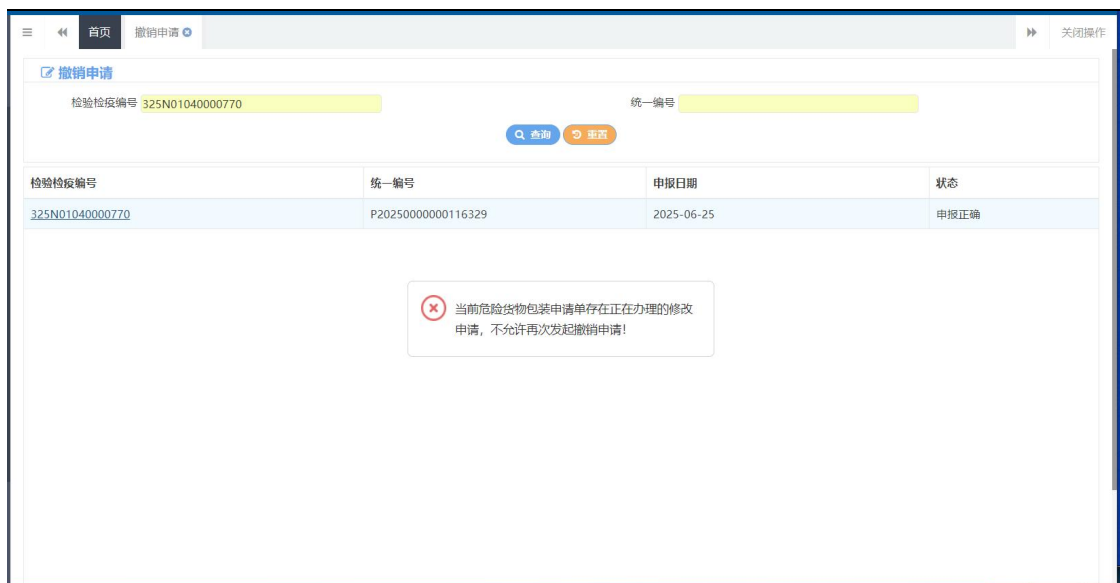 首页 撤销申请 关闭操作
撤销申请
检验检疫编号 325N01040000770 统一编号
查询 重置
检验检疫编号 统一编号 申报日期 状态
325N01040000770 P20250000000116329 2025-06-25 申报正确
当前危险货物包装申请单存在正在办理的修改
申请，不允许再次发起撤销申请！